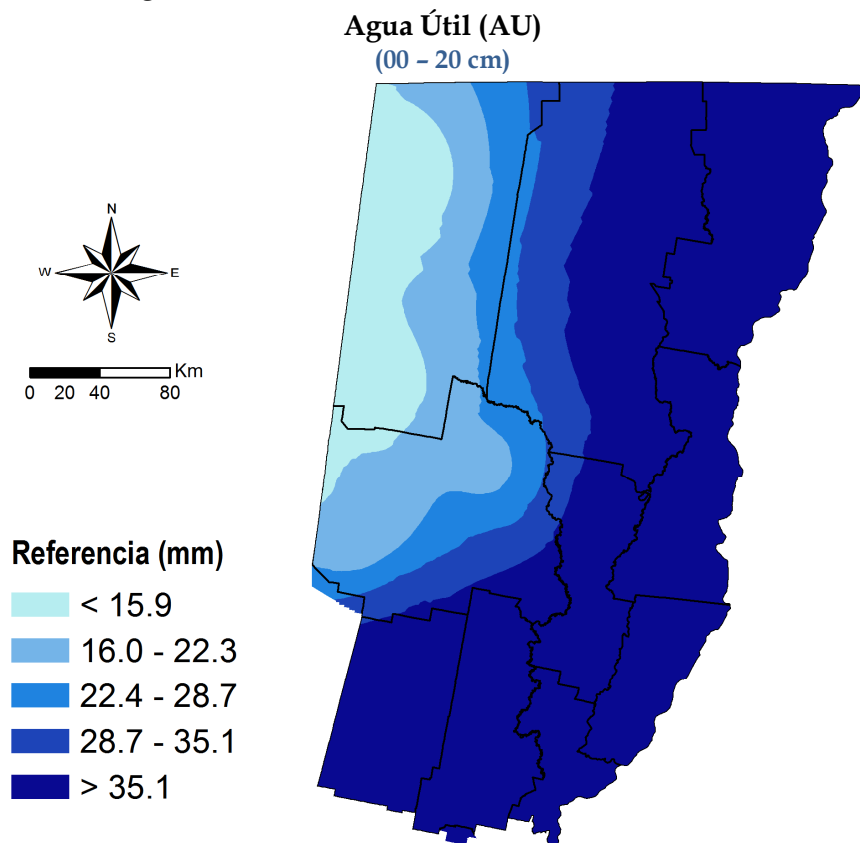 Agua Útil (AU)
(00 – 20 cm)
N
W
E
S
Km
0 20 40 80
Referencia (mm)
< 15.9
16.0 - 22.3
22.4 - 28.7
28.7 - 35.1
> 35.1